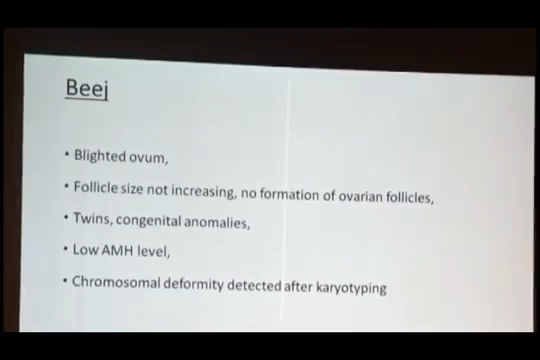 Beej
• Blighted ovum,
• Follicle size not increasing, no formation of ovarian follicles,
• Twins, congenital anomalies,
• Low AMH level,
• Chromosomal deformity detected after karyotyping